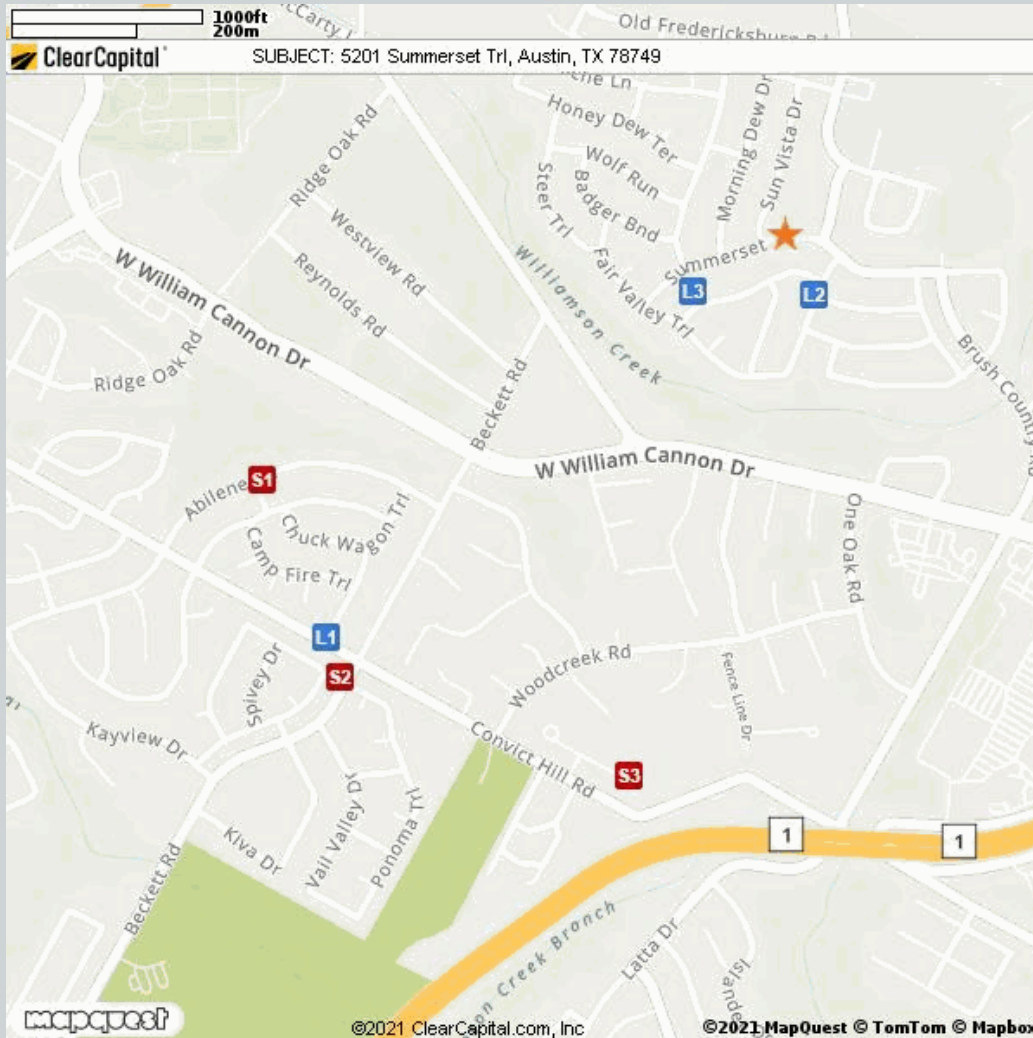 1000ft
200m
Old Fredericksburg Rd
ClearCapital
SUBJECT: 5201 Summerset Trl, Austin, TX 78749
Honey Dew Ter
Morning Dew Dr
Sun Vista Dr
Ridge Oak Rd
Wolf Run
Steer Trl
Badger Bnd
Westview Rd
Summerset
W William Cannon Dr
Reynolds Rd
Williamson Creek
Fair Valley Trl
L3
L2
Ridge Oak Rd
Beckett Rd
Brush Country Rd
W William Cannon Dr
Abilene
S1
Chuck Wagon Trl
One Oak Rd
Camp Fire Trl
L1
S2
Spivey Dr
Woodcreek Rd
Fence Line Dr
Kayview Dr
Convict Hill Rd
S3
Vail Valley Dr
Ponoma Trl
1
1
Kiva Dr
Beckett Rd
Creek Branch
Latta Dr
mapquest
©2021 ClearCapital.com, Inc
©2021 MapQuest © TomTom © Mapbox